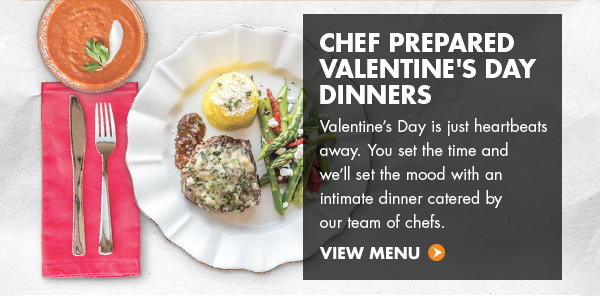 CHEF PREPARED
VALENTINE'S DAY
DINNERS
Valentine's Day is just heartbeats
away. You set the time and
we'll set the mood with an
intimate dinner catered by
our team of chefs.
VIEW MENU